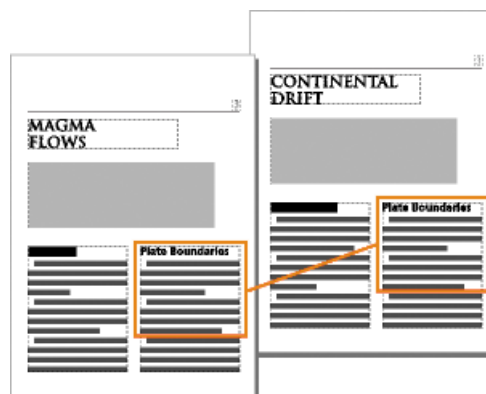 MAGMA
FLOWS
Plate Boundaries
CONTINENTAL
DRIFT
Plate Boundaries